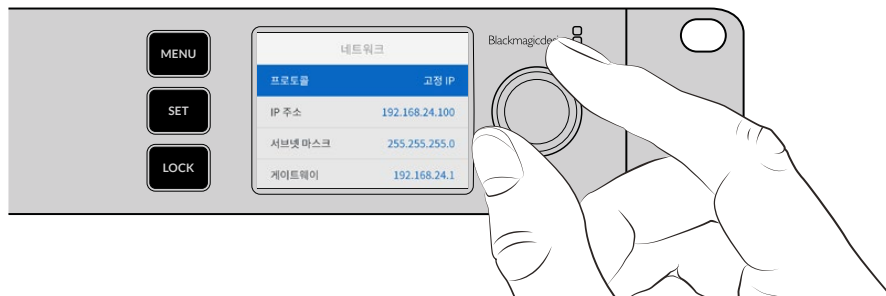 MENU
SET
LOCK
네트워크
프로토콜 고정 IP
IP 주소 192.168.24.100
서브넷 마스크 255.255.255.0
게이트웨이 192.168.24.1